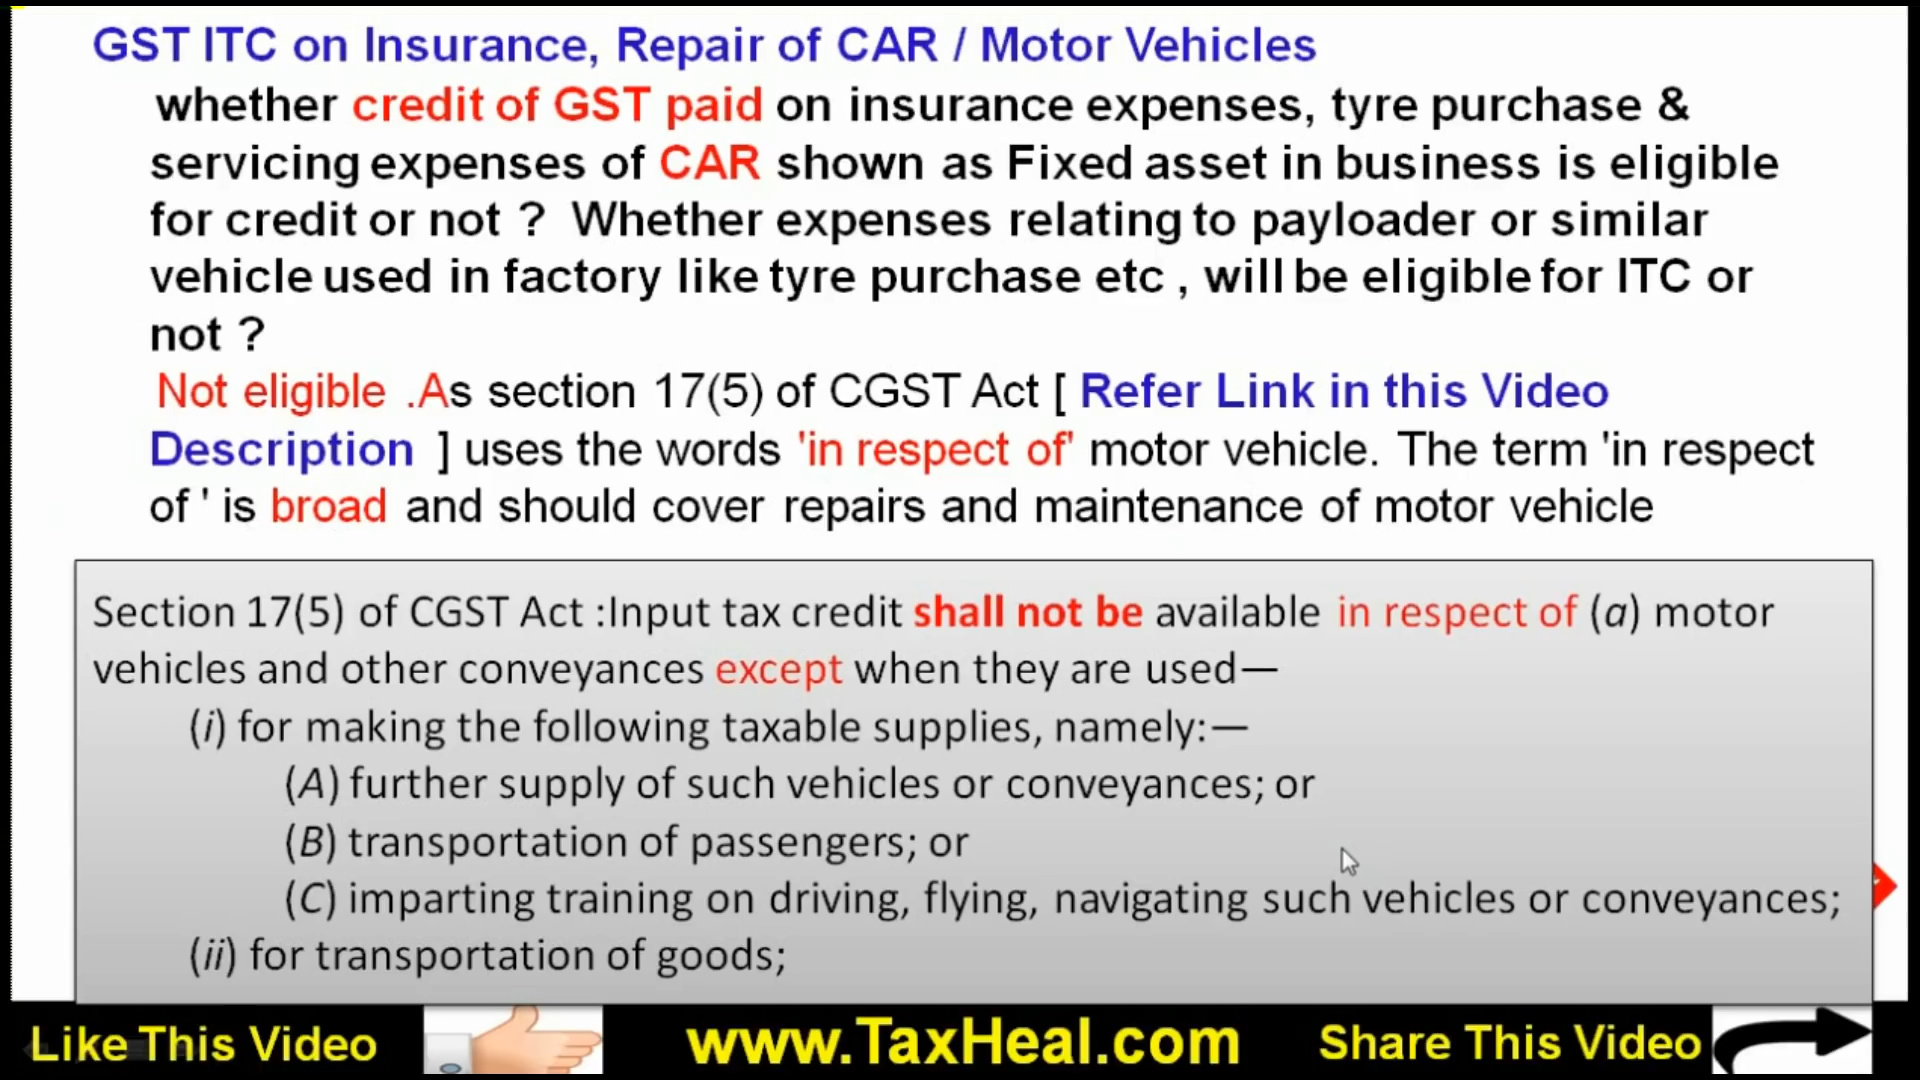 GST ITC on Insurance, Repair of CAR / Motor Vehicles
whether credit of GST paid on insurance expenses, tyre purchase &
servicing expenses of CAR shown as Fixed asset in business is eligible
for credit or not ? Whether expenses relating to payloader or similar
vehicle used in factory like tyre purchase etc , will be eligible for ITC or
not ?
Not eligible .As section 17(5) of CGST Act [ Refer Link in this Video
Description ] uses the words 'in respect of' motor vehicle. The term 'in respect
of ' is broad and should cover repairs and maintenance of motor vehicle
Section 17(5) of CGST Act :Input tax credit shall not be available in respect of (a) motor
vehicles and other conveyances except when they are used—
(i) for making the following taxable supplies, namely:—
(A) further supply of such vehicles or conveyances; or
(B) transportation of passengers; or
(C) imparting training on driving, flying, navigating such vehicles or conveyances;
(ii) for transportation of goods;
Like This Video www.TaxHeal.com Share This Video